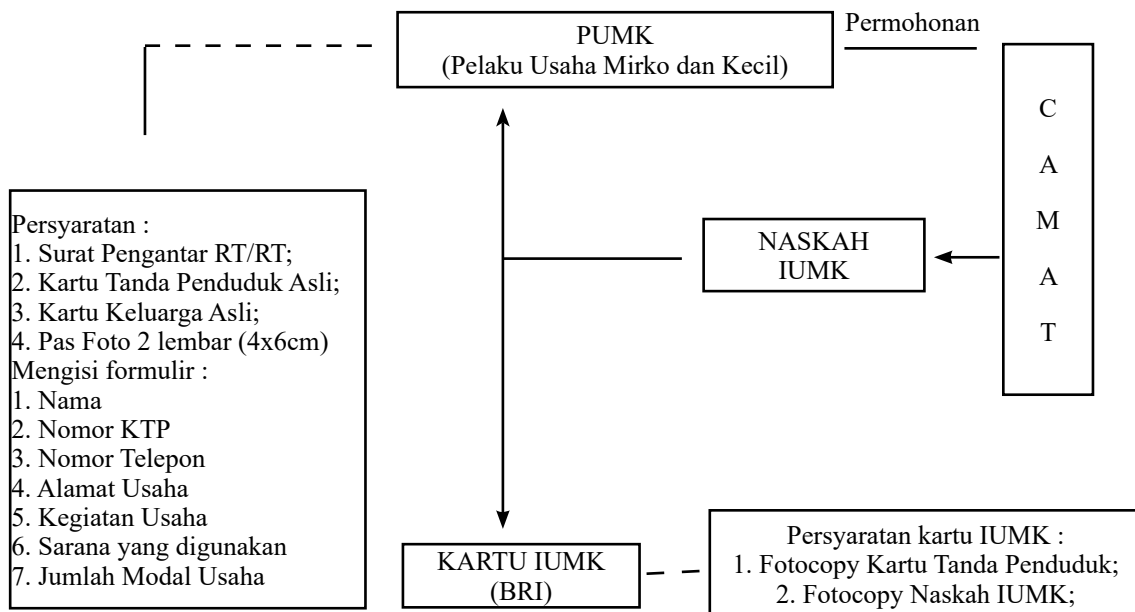 PUMK
(Pelaku Usaha Mirko dan Kecil)
Permohonan
C
A
M
A
T
NASKAH
IUMK
Persyaratan :
1. Surat Pengantar RT/RT;
2. Kartu Tanda Penduduk Asli;
3. Kartu Keluarga Asli;
4. Pas Foto 2 lembar (4x6cm)
Mengisi formulir :
1. Nama
2. Nomor KTP
3. Nomor Telepon
4. Alamat Usaha
5. Kegiatan Usaha
6. Sarana yang digunakan
7. Jumlah Modal Usaha
KARTU IUMK
(BRI)
Persyaratan kartu IUMK :
1. Fotocopy Kartu Tanda Penduduk;
2. Fotocopy Naskah IUMK;